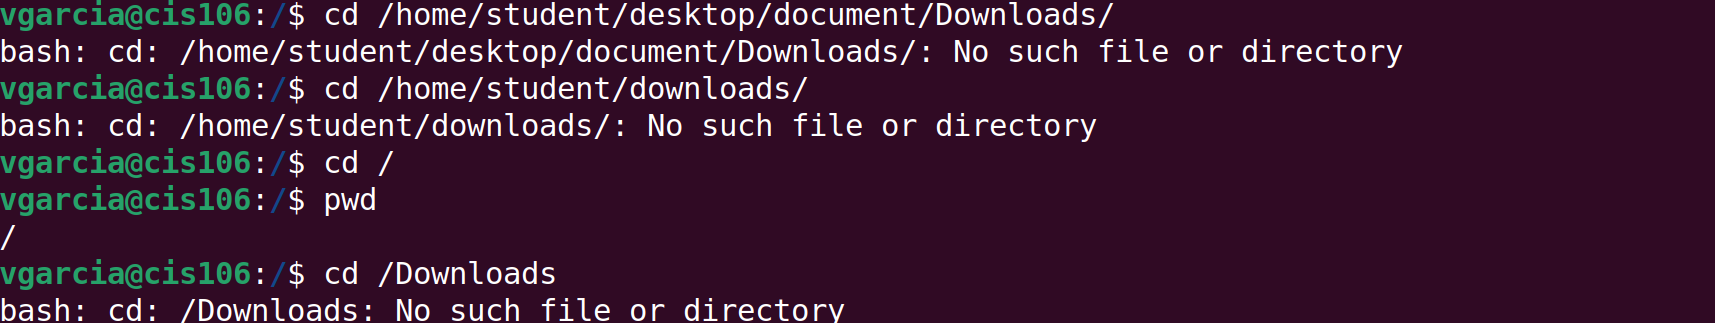 vgarcia@cis106:/$ cd /home/student/desktop/document/Downloads/
bash: cd: /home/student/desktop/document/Downloads/: No such file or directory
vgarcia@cis106:/$ cd /home/student/downloads/
bash: cd: /home/student/downloads/: No such file or directory
vgarcia@cis106:/$ cd /
vgarcia@cis106:/$ pwd
/
vgarcia@cis106:/$ cd /Downloads
bash: cd: /Downloads: No such file or directory